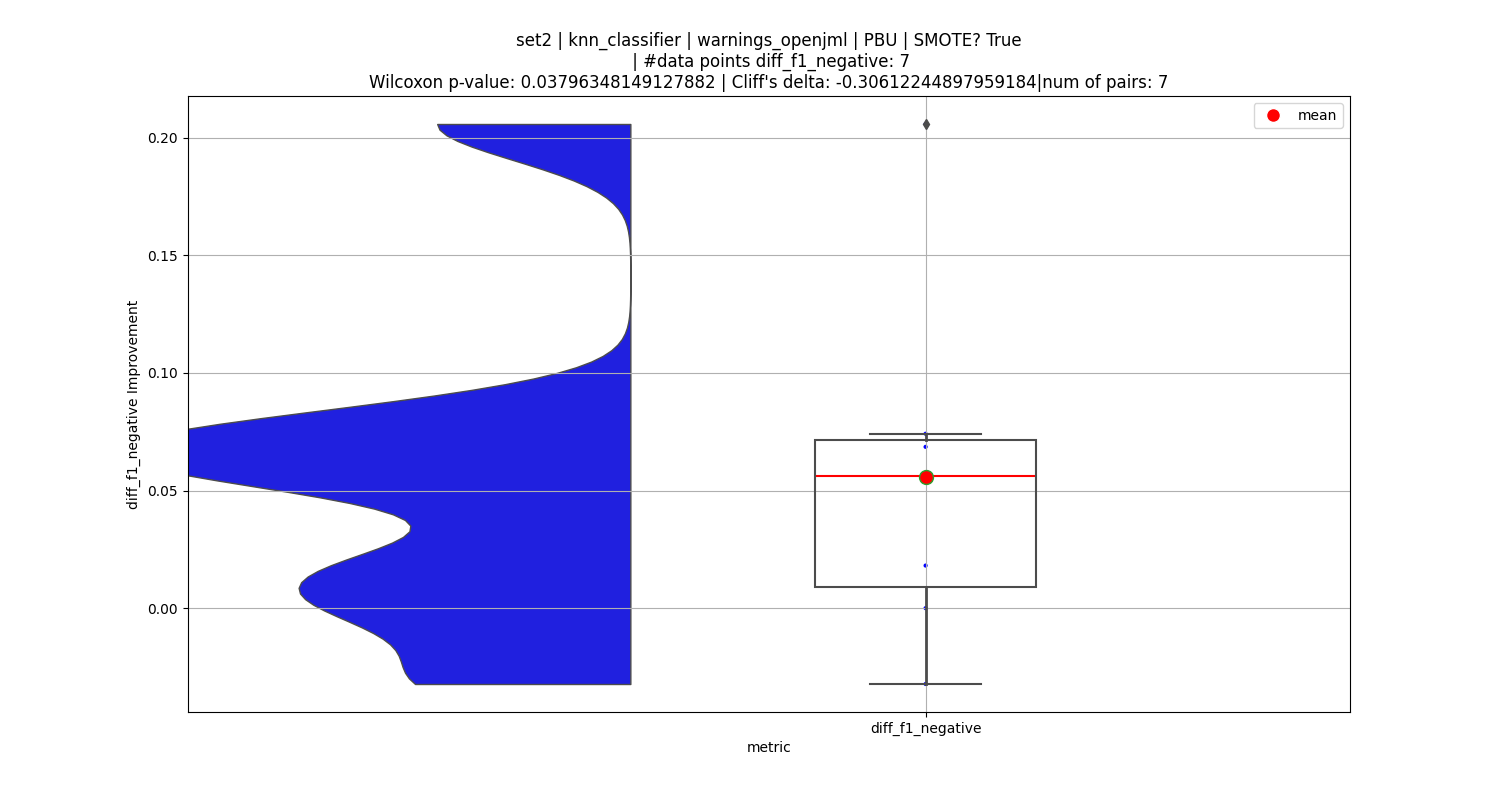 set2 | knn_classifier | warnings_openjml | PBU | SMOTE? True
| #data points diff_f1_negative: 7
Wilcoxon p-value: 0.03796348149127882 | Cliff's delta: -0.30612244897959184|num of pairs: 7
mean
0.20
0.15
0.10
0.05
0.00
diff_f1_negative Improvement
diff_f1_negative
metric